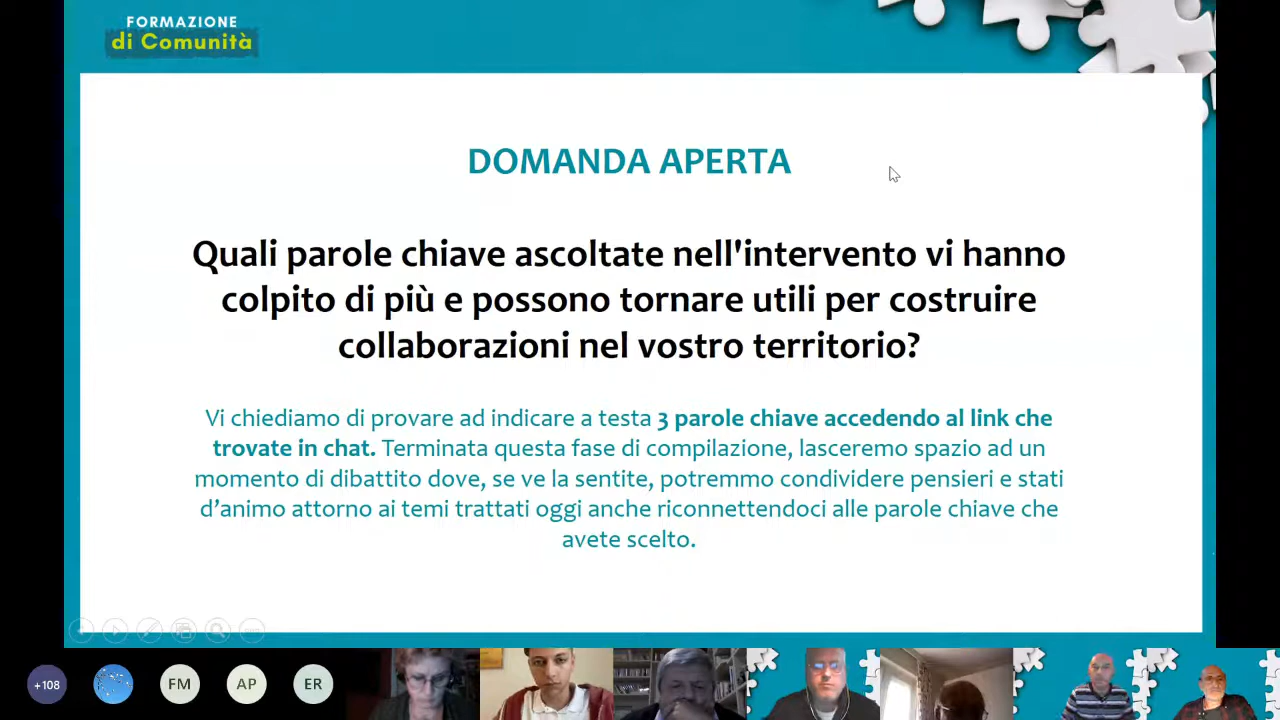 FORMAZIONE
di Comunità
DOMANDA APERTA
Quali parole chiave ascoltate nell'intervento vi hanno
colpito di più e possono tornare utili per costruire
collaborazioni nel vostro territorio?
Vi chiediamo di provare ad indicare a testa 3 parole chiave accedendo al link che
trovate in chat. Terminata questa fase di compilazione, lasceremo spazio ad un
momento di dibattito dove, se ve la sentite, potremmo condividere pensieri e stati
d’animo attorno ai temi trattati oggi anche riconnettendoci alle parole chiave che
avete scelto.
+108
FM
AP
ER